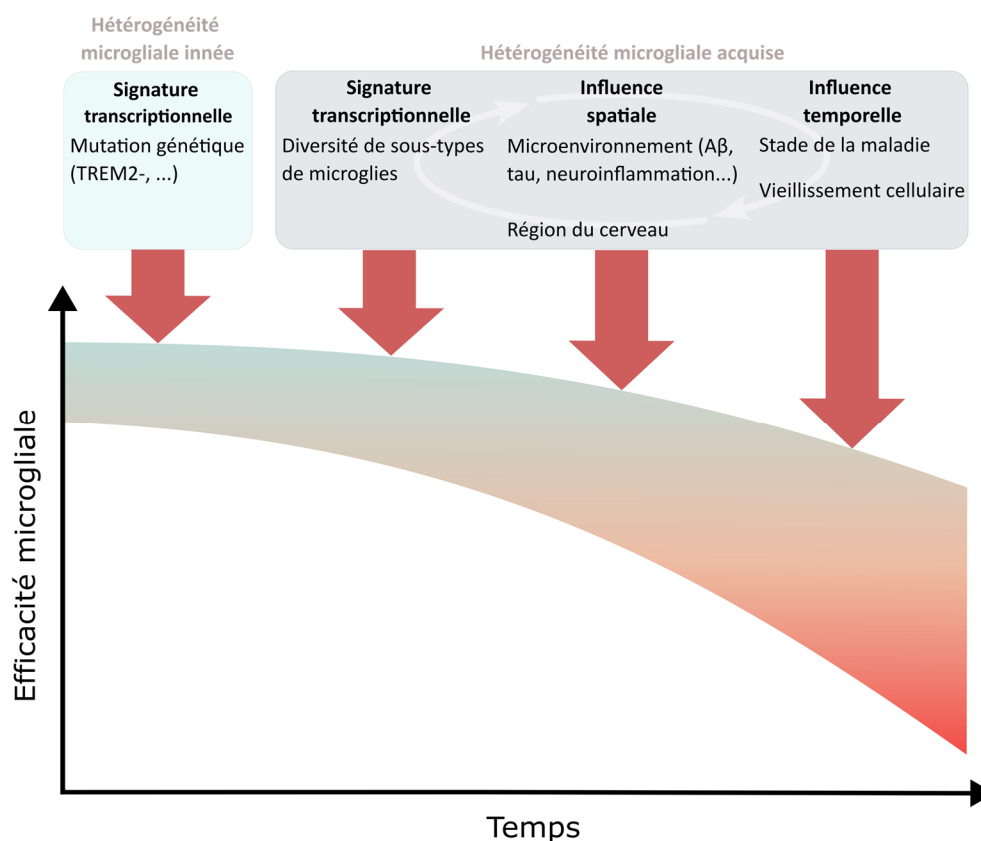 Hétérogénéité
microgliale innée
Hétérogénéité microgliale acquise
Signature
transcriptionnelle
Mutation génétique
(TREM2-, ...)
Signature
transcriptionnelle
Diversité de sous-types
de microglies
Influence
spatiale
Microenvironnement (Aβ,
tau, neuroinflammation...)
Région du cerveau
Influence
temporelle
Stade de la maladie
Vieillissement cellulaire
Efficacité microgliale
Temps